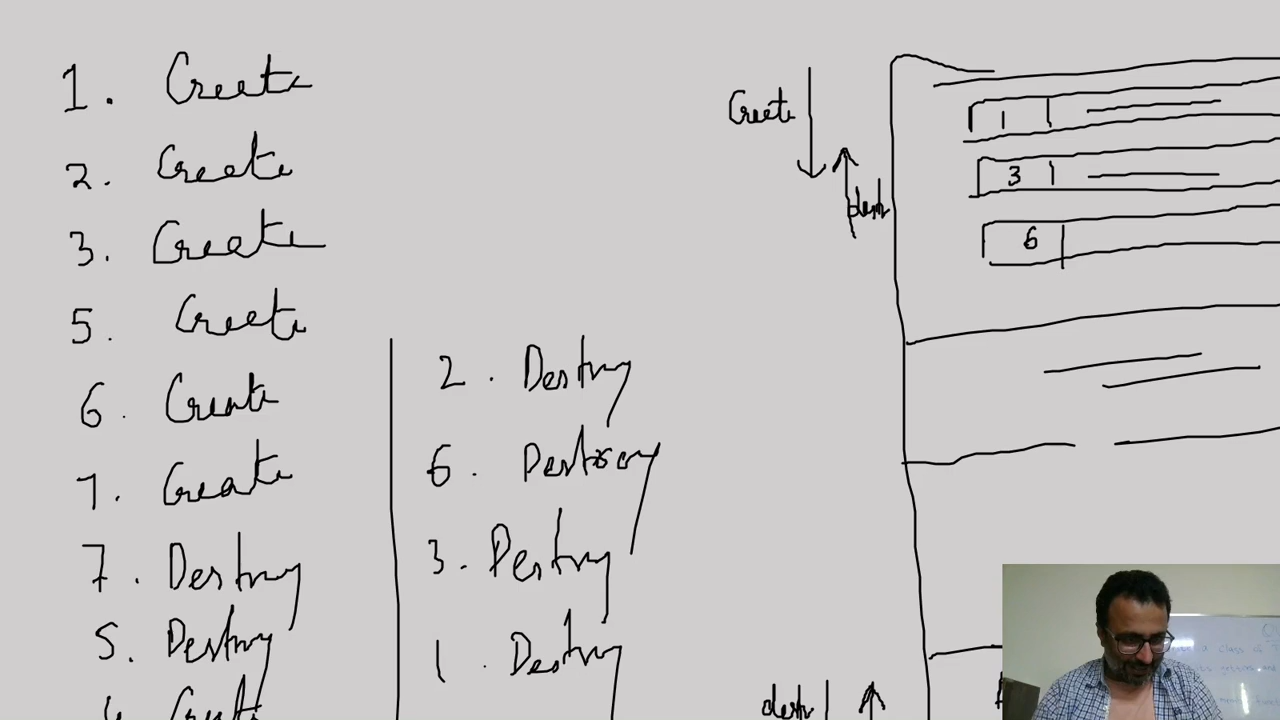 1. Create
2. Create
3. Create
5. Create
6. Create
7. Create
7. Destroy
5. Destroy
2. Destroy
6. Destroy
3. Destroy
1. Destroy
Create
1
3
6